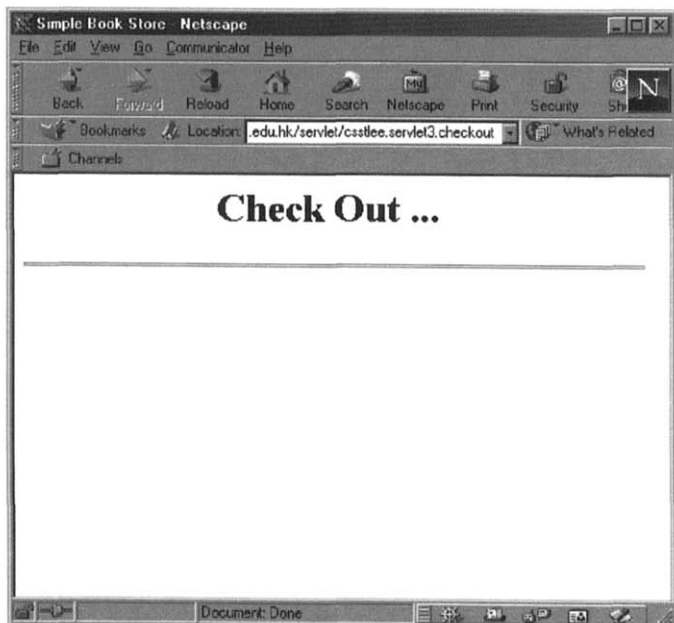 Simple Book Store - Netscape
File Edit View Go Communicator Help
Back Forward Reload Home Search Netscape Print Security
My
N
Bookmarks Location: .edu.hk/servlet/csstlee.servlet3.checkout What's Related
Channels
Check Out ...
Document: Done